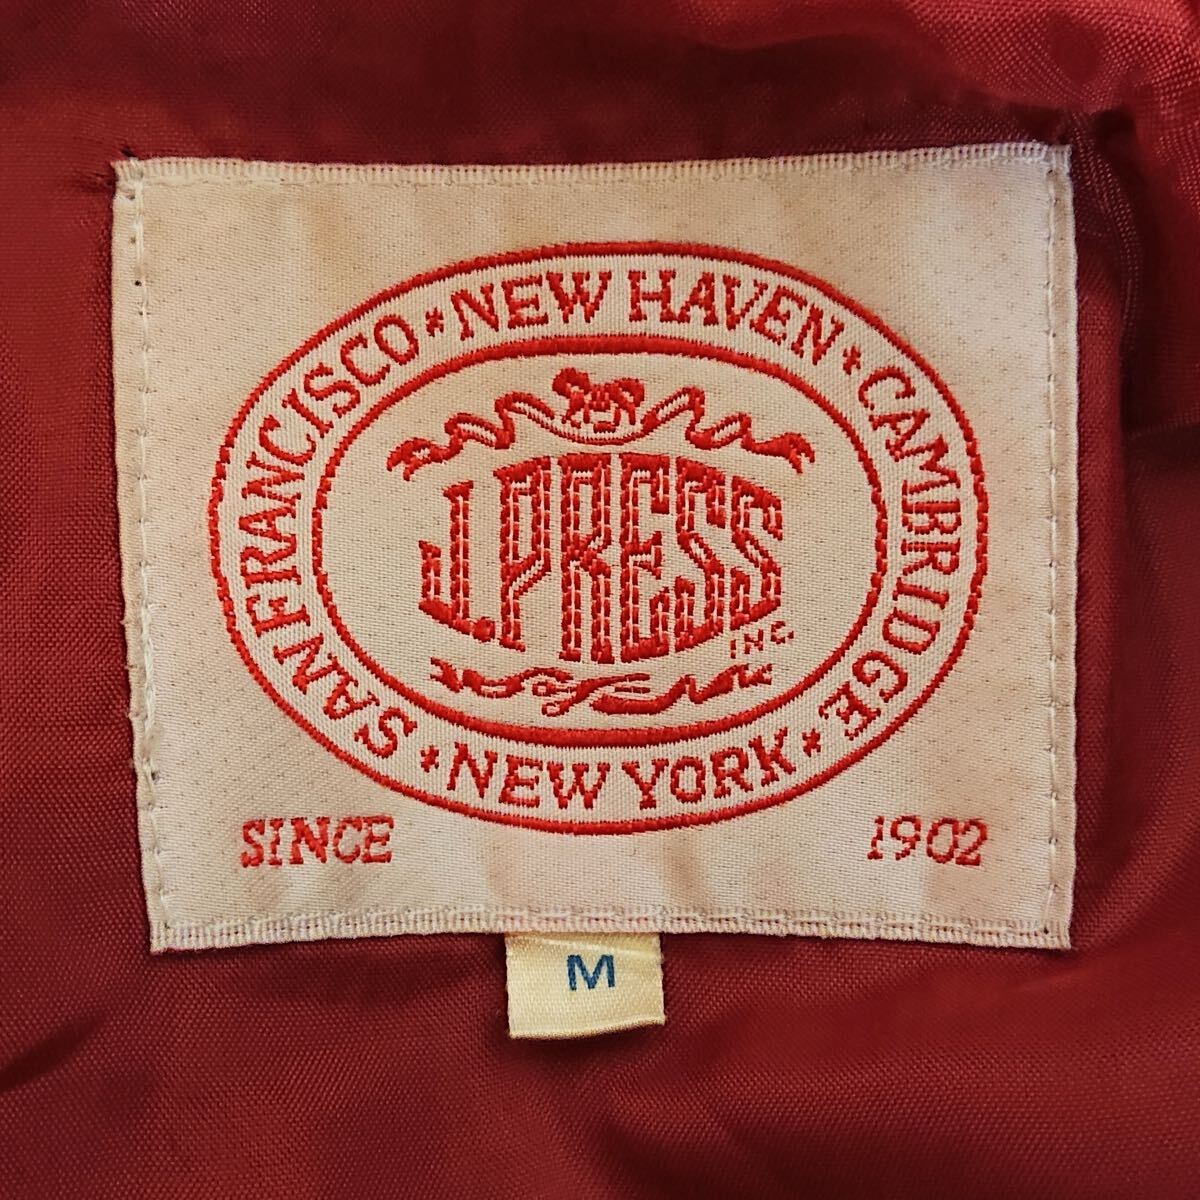 SAN FRANCISCO * NEW HAVEN * CAMBRIDGE * NEW YORK *
J.PRESS
INC
SINCE 1902
M